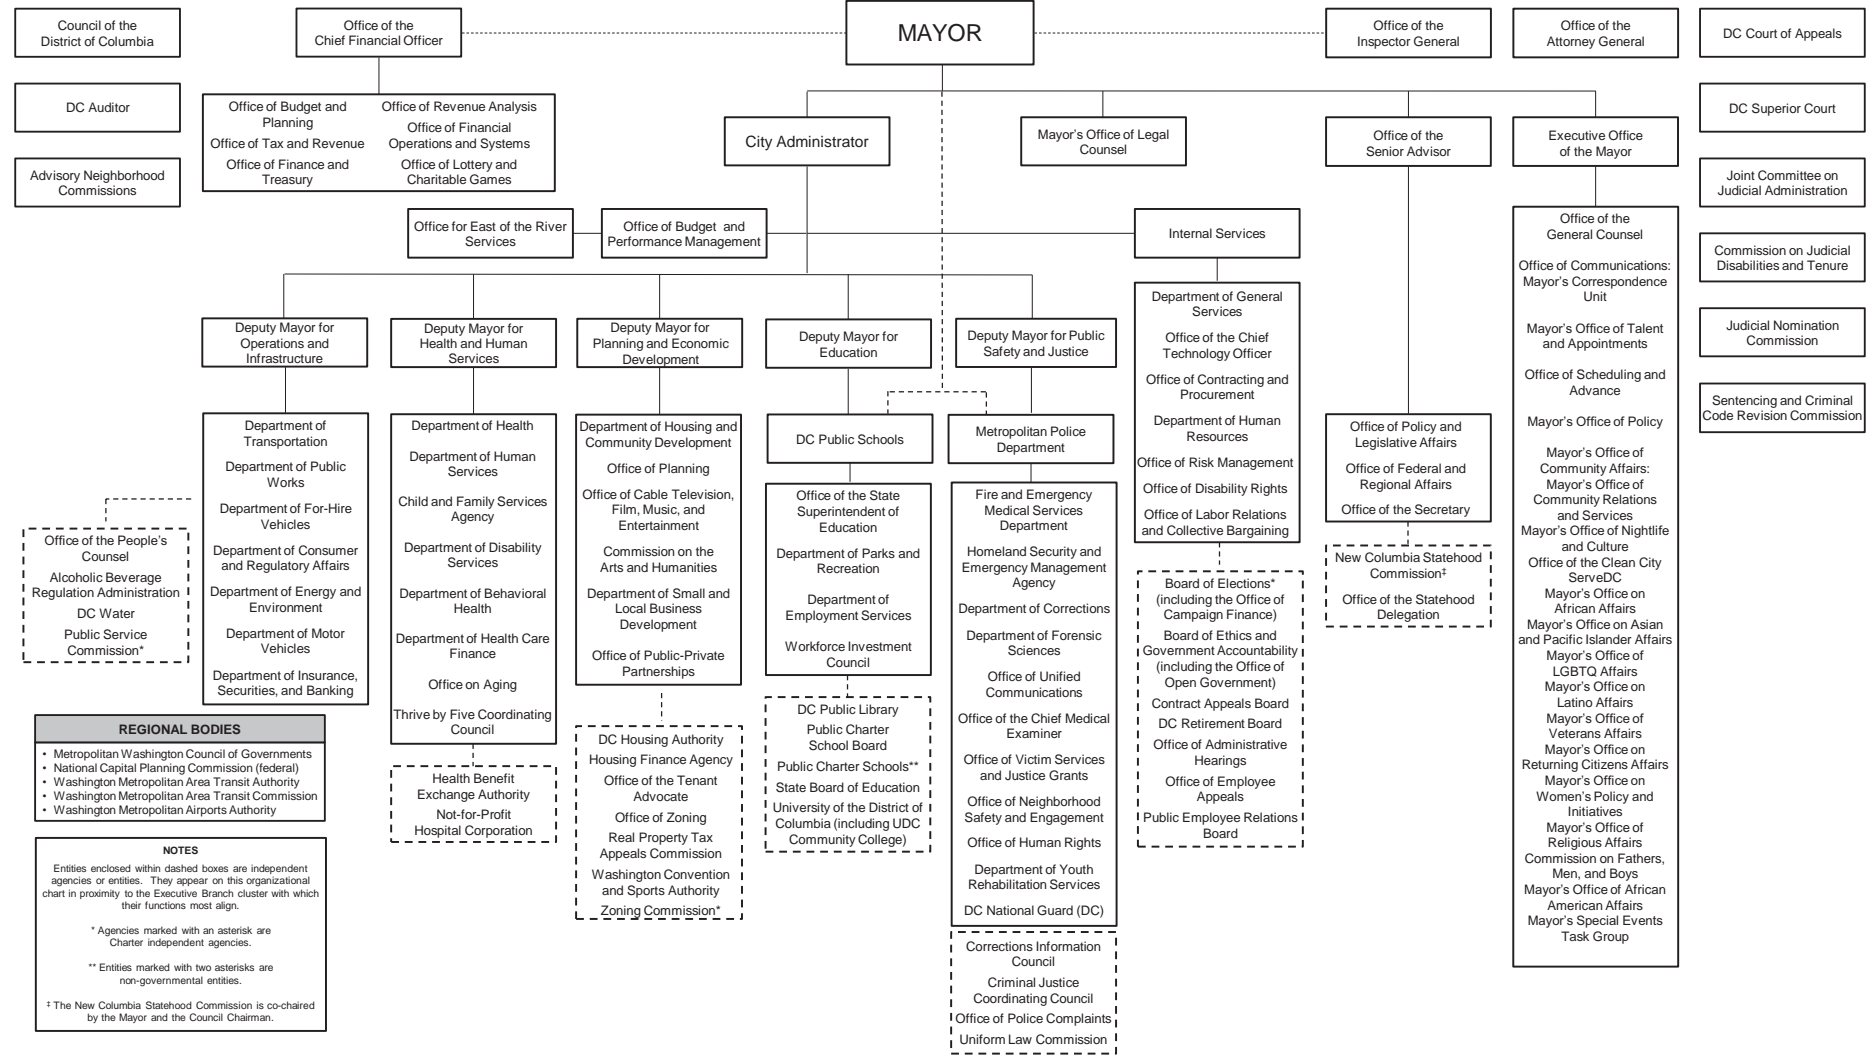 Council of the
District of Columbia
DC Auditor
Advisory Neighborhood
Commissions
Office of the
Chief Financial Officer
Office of Budget and
Planning
Office of Tax and Revenue
Office of Finance and
Treasury
Office of Revenue Analysis
Office of Financial
Operations and Systems
Office of Lottery and
Charitable Games
MAYOR
Office of the
Inspector General
Office of the
Attorney General
DC Court of Appeals
DC Superior Court
Joint Committee on
Judicial Administration
Commission on Judicial
Disabilities and Tenure
Judicial Nomination
Commission
Sentencing and Criminal
Code Revision Commission
City Administrator
Mayor's Office of Legal
Counsel
Office of the
Senior Advisor
Executive Office
of the Mayor
Office for East of the River
Services
Office of Budget and
Performance Management
Internal Services
Deputy Mayor for
Operations and
Infrastructure
Department of
Transportation
Department of Public
Works
Department of For-Hire
Vehicles
Department of Consumer
and Regulatory Affairs
Department of Energy and
Environment
Department of Motor
Vehicles
Department of Insurance,
Securities, and Banking
Office of the People's
Counsel
Alcoholic Beverage
Regulation Administration
DC Water
Public Service
Commission*
Deputy Mayor for
Health and Human
Services
Department of Health
Department of Human
Services
Child and Family Services
Agency
Department of Disability
Services
Department of Behavioral
Health
Department of Health Care
Finance
Office on Aging
Thrive by Five Coordinating
Council
Health Benefit
Exchange Authority
Not-for-Profit
Hospital Corporation
Deputy Mayor for
Planning and Economic
Development
Department of Housing and
Community Development
Office of Planning
Office of Cable Television,
Film, Music, and
Entertainment
Commission on the
Arts and Humanities
Department of Small and
Local Business
Development
Office of Public-Private
Partnerships
DC Housing Authority
Housing Finance Agency
Office of the Tenant
Advocate
Office of Zoning
Real Property Tax
Appeals Commission
Washington Convention
and Sports Authority
Zoning Commission*
Deputy Mayor for
Education
DC Public Schools
Office of the State
Superintendent of
Education
Department of Parks and
Recreation
Department of
Employment Services
Workforce Investment
Council
DC Public Library
Public Charter
School Board
Public Charter Schools**
State Board of Education
University of the District of
Columbia (including UDC
Community College)
Deputy Mayor for Public
Safety and Justice
Metropolitan Police
Department
Fire and Emergency
Medical Services
Department
Homeland Security and
Emergency Management
Agency
Department of Corrections
Department of Forensic
Sciences
Office of Unified
Communications
Office of the Chief Medical
Examiner
Office of Victim Services
and Justice Grants
Office of Neighborhood
Safety and Engagement
Office of Human Rights
Department of Youth
Rehabilitation Services
DC National Guard (DC)
Corrections Information
Council
Criminal Justice
Coordinating Council
Office of Police Complaints
Uniform Law Commission
Department of General
Services
Office of the Chief
Technology Officer
Office of Contracting and
Procurement
Department of Human
Resources
Office of Risk Management
Office of Disability Rights
Office of Labor Relations
and Collective Bargaining
Board of Elections*
(including the Office of
Campaign Finance)
Board of Ethics and
Government Accountability
(including the Office of
Open Government)
Contract Appeals Board
DC Retirement Board
Office of Administrative
Hearings
Office of Employee
Appeals
Public Employee Relations
Board
Office of Policy and
Legislative Affairs
Office of Federal and
Regional Affairs
Office of the Secretary
New Columbia Statehood
Commission‡
Office of the Statehood
Delegation
Office of the
General Counsel
Office of Communications:
Mayor's Correspondence
Unit
Mayor's Office of Talent
and Appointments
Office of Scheduling and
Advance
Mayor's Office of Policy
Mayor's Office of
Community Affairs:
Mayor's Office of
Community Relations
and Services
Mayor's Office of Nightlife
and Culture
Office of the Clean City
ServeDC
Mayor's Office on
African Affairs
Mayor's Office on Asian
and Pacific Islander Affairs
Mayor's Office of
LGBTQ Affairs
Mayor's Office on
Latino Affairs
Mayor's Office of
Veterans Affairs
Mayor's Office on
Returning Citizens Affairs
Mayor's Office on
Women's Policy and
Initiatives
Mayor's Office of
Religious Affairs
Commission on Fathers,
Men, and Boys
Mayor's Office of African
American Affairs
Mayor's Special Events
Task Group
REGIONAL BODIES
• Metropolitan Washington Council of Governments
• National Capital Planning Commission (federal)
• Washington Metropolitan Area Transit Authority
• Washington Metropolitan Area Transit Commission
• Washington Metropolitan Airports Authority
NOTES
Entities enclosed within dashed boxes are independent
agencies or entities. They appear on this organizational
chart in proximity to the Executive Branch cluster with which
their functions most align.
* Agencies marked with an asterisk are
Charter independent agencies.
** Entities marked with two asterisks are
non-governmental entities.
‡ The New Columbia Statehood Commission is co-chaired
by the Mayor and the Council Chairman.